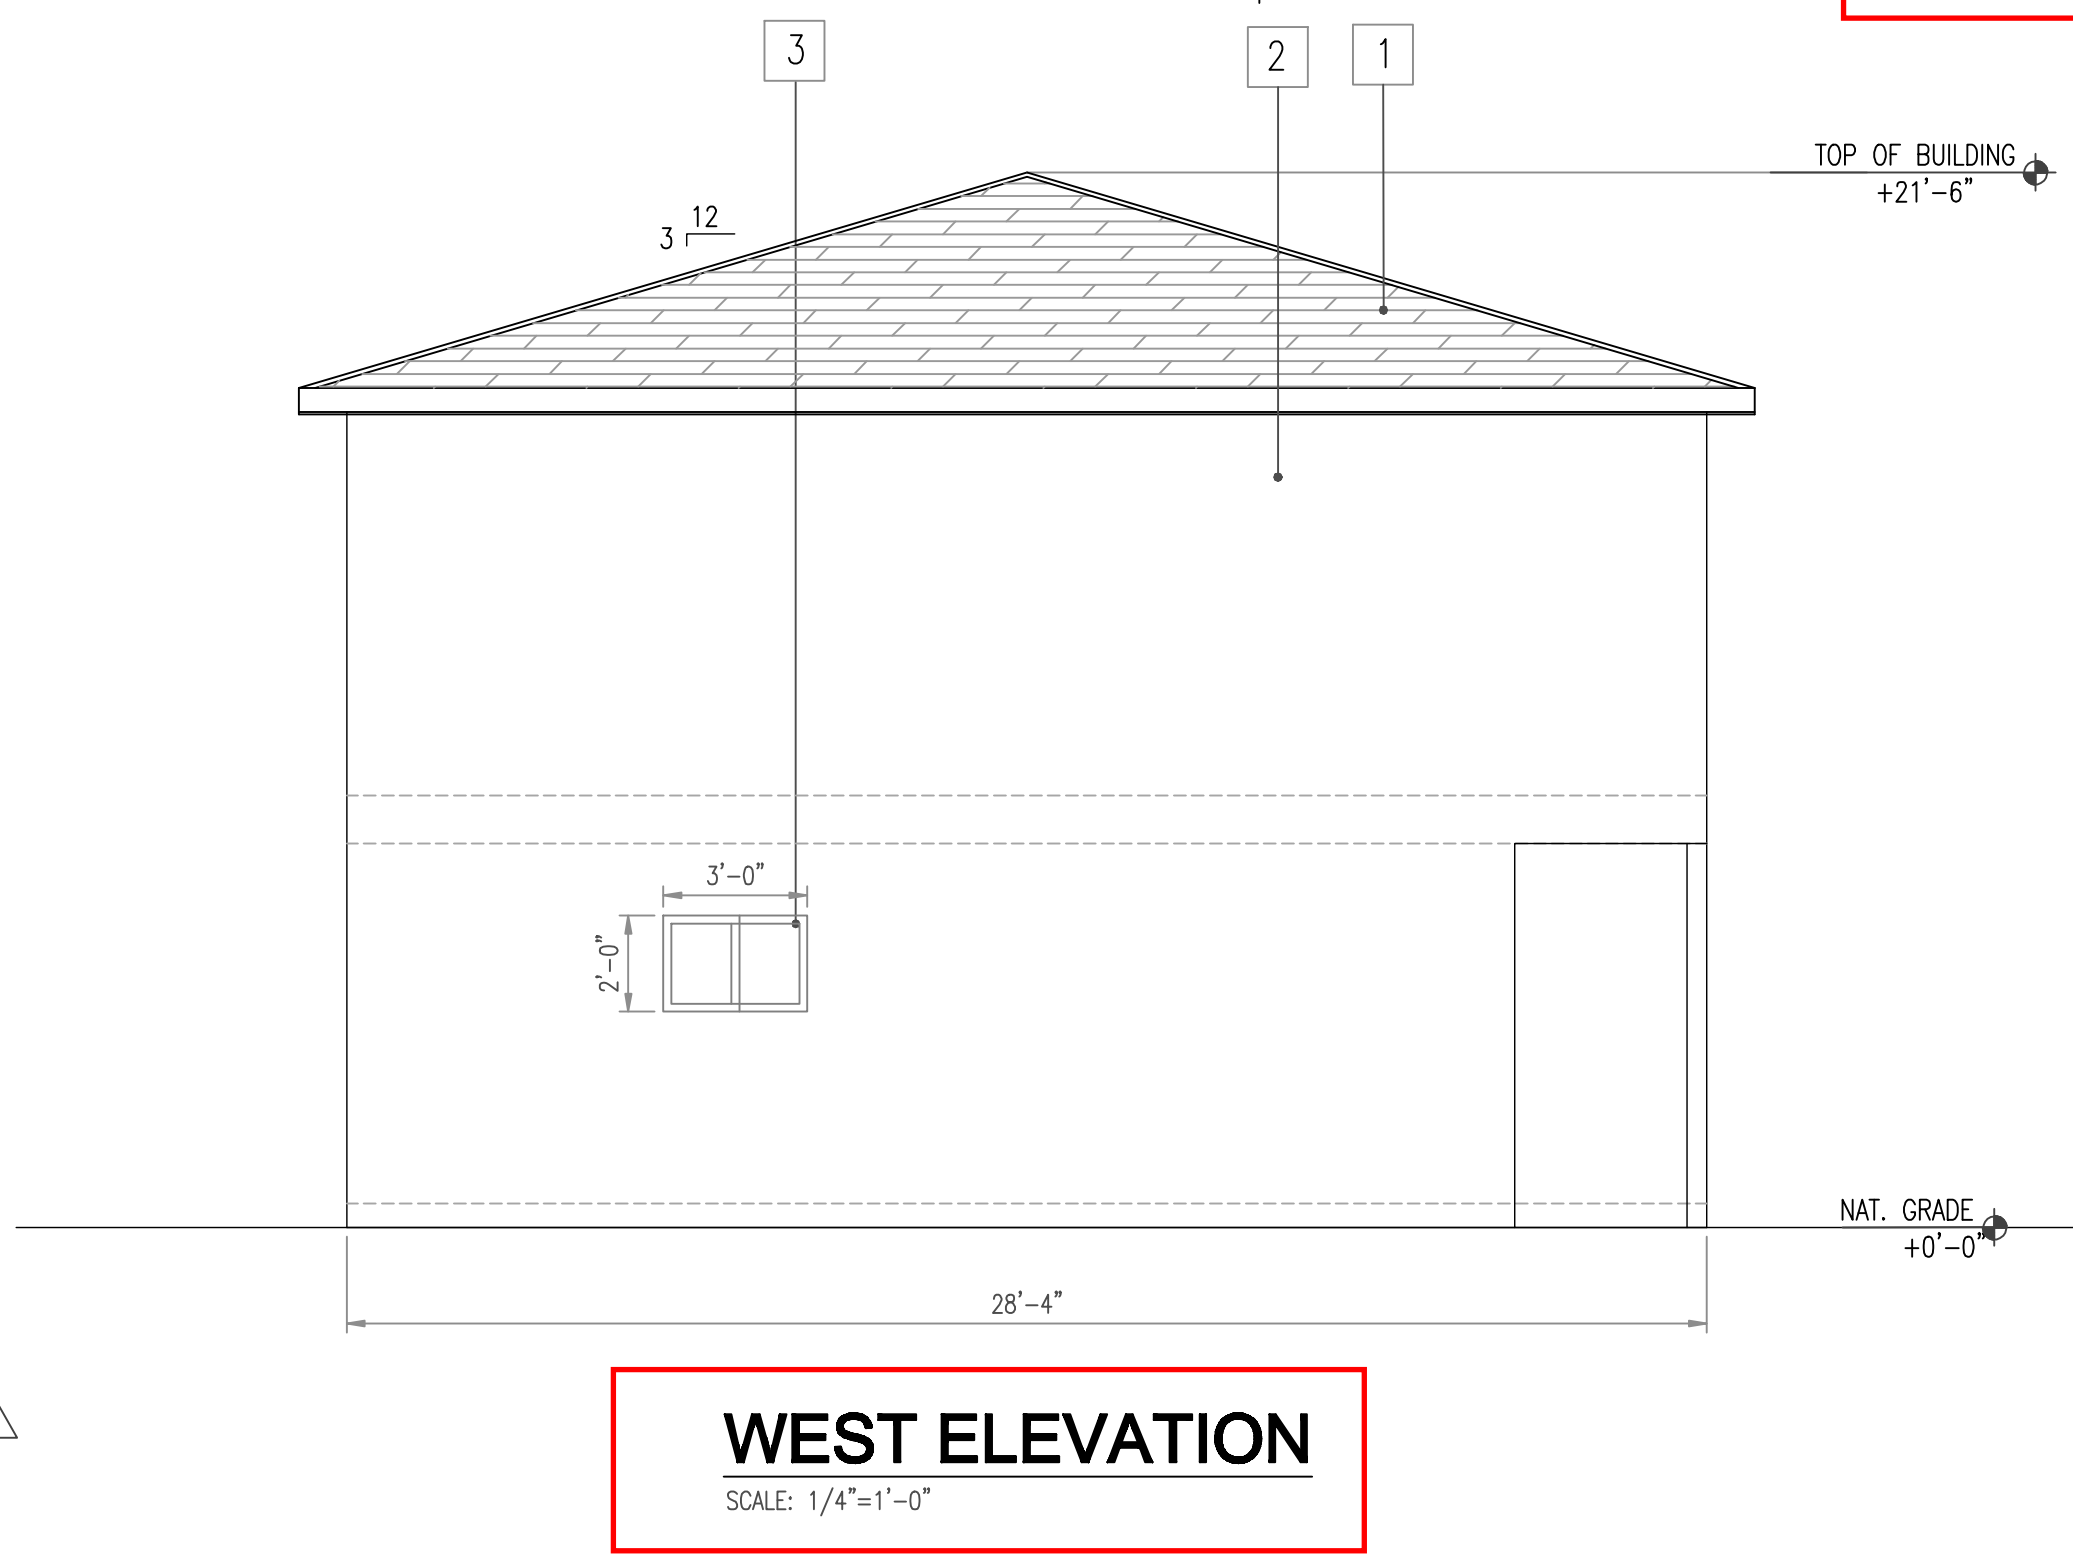 3
2
1
TOP OF BUILDING
+21'-6"
12
3
3'-0"
2'-0"
NAT. GRADE
+0'-0"
28'-4"
WEST ELEVATION
SCALE: 1/4"=1'-0"